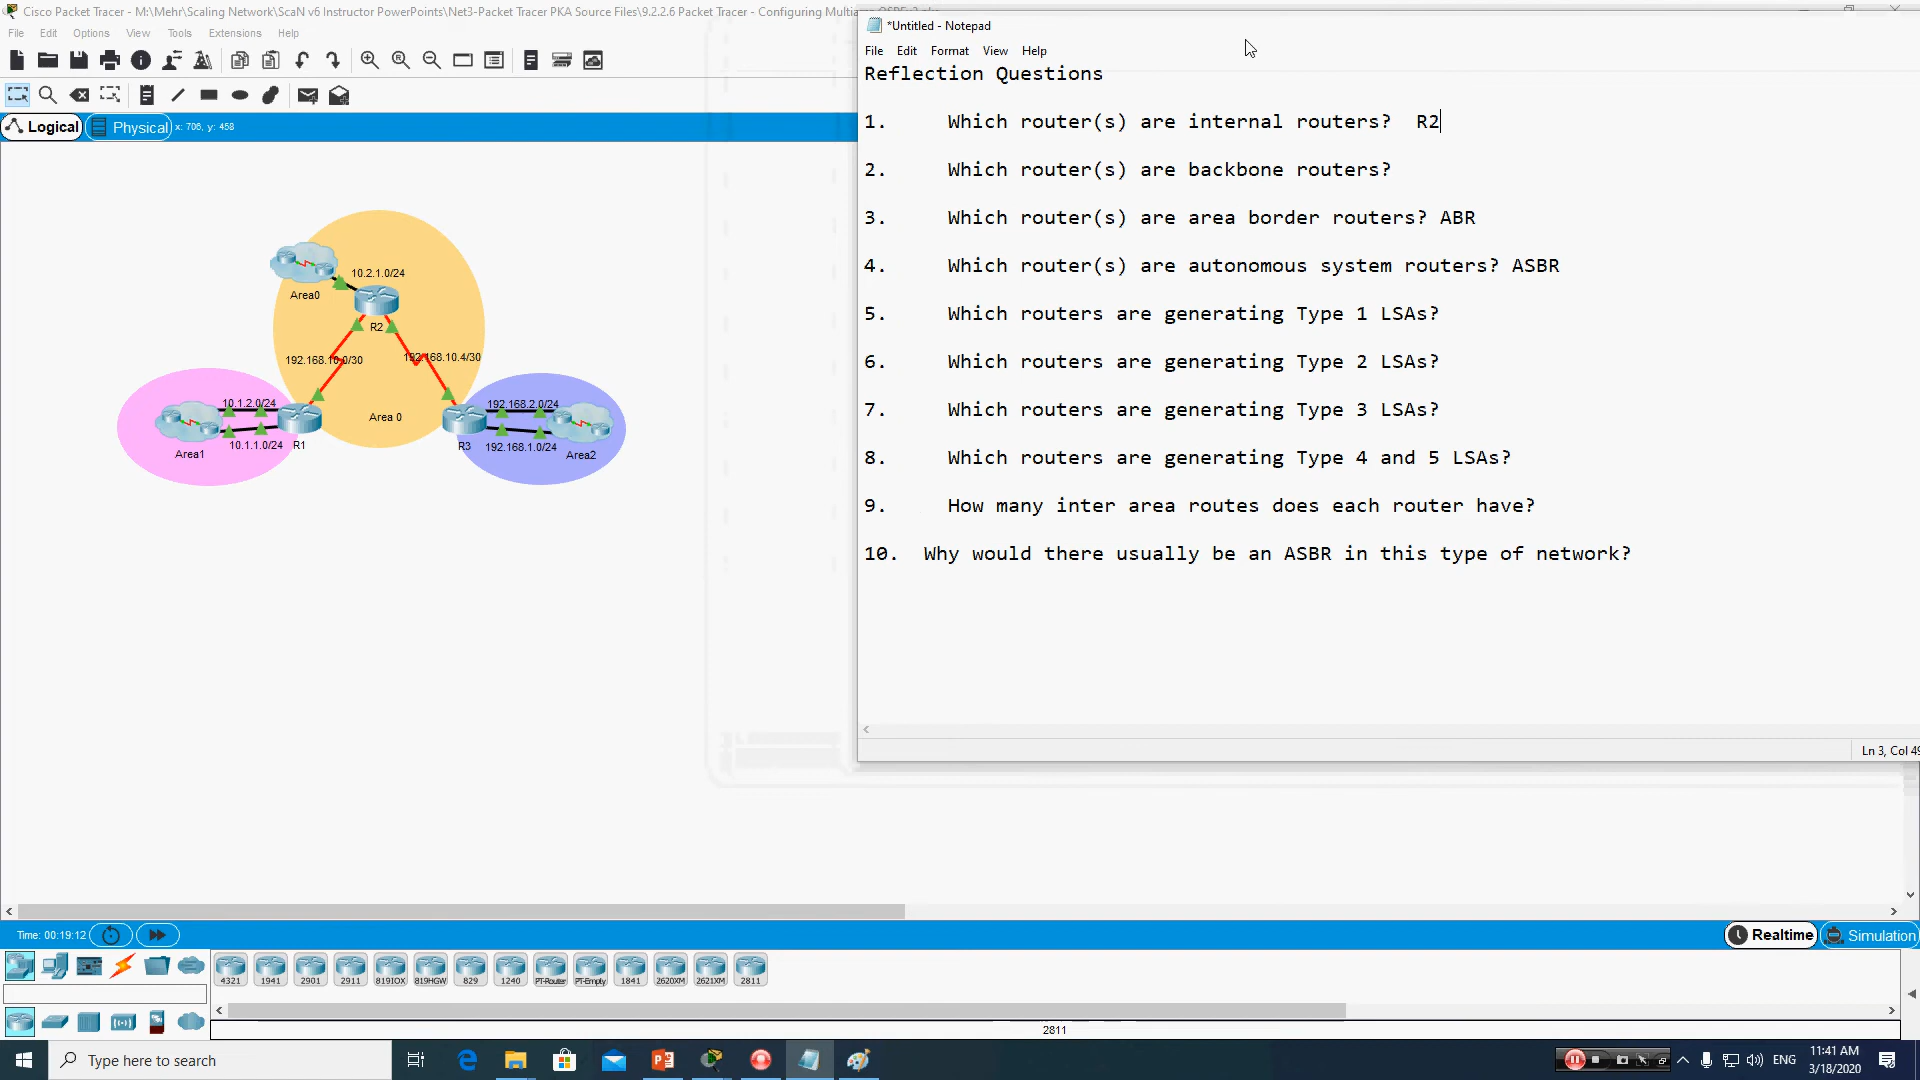 Cisco Packet Tracer - M:\Mehr\Scaling Network\ScaN v6 Instructor PowerPoints\Net3-Packet Tracer PKA Source Files\9.2.2.6 Packet Tracer - Configuring Multiarea
File Edit Options View Tools Extensions Help
Logical Physical x: 706, y: 458
10.2.1.0/24
Area0
R2
192.168.10.0/30
192.168.10.4/30
10.1.2.0/24
192.168.2.0/24
Area 0
10.1.1.0/24
R1
R3
192.168.1.0/24
Area1
Area2
*Untitled - Notepad
File Edit Format View Help
Reflection Questions
1. Which router(s) are internal routers? R2
2. Which router(s) are backbone routers?
3. Which router(s) are area border routers? ABR
4. Which router(s) are autonomous system routers? ASBR
5. Which routers are generating Type 1 LSAs?
6. Which routers are generating Type 2 LSAs?
7. Which routers are generating Type 3 LSAs?
8. Which routers are generating Type 4 and 5 LSAs?
9. How many inter area routes does each router have?
10. Why would there usually be an ASBR in this type of network?
Ln 3, Col 49
Time: 00:19:12
Realtime Simulation
4321 1941 2901 2911 819IOX 819HGW 829 1240 PT-Router PT-Empty 1841 2620XM 2621XM 2811
2811
Type here to search
ENG
11:41 AM
3/18/2020